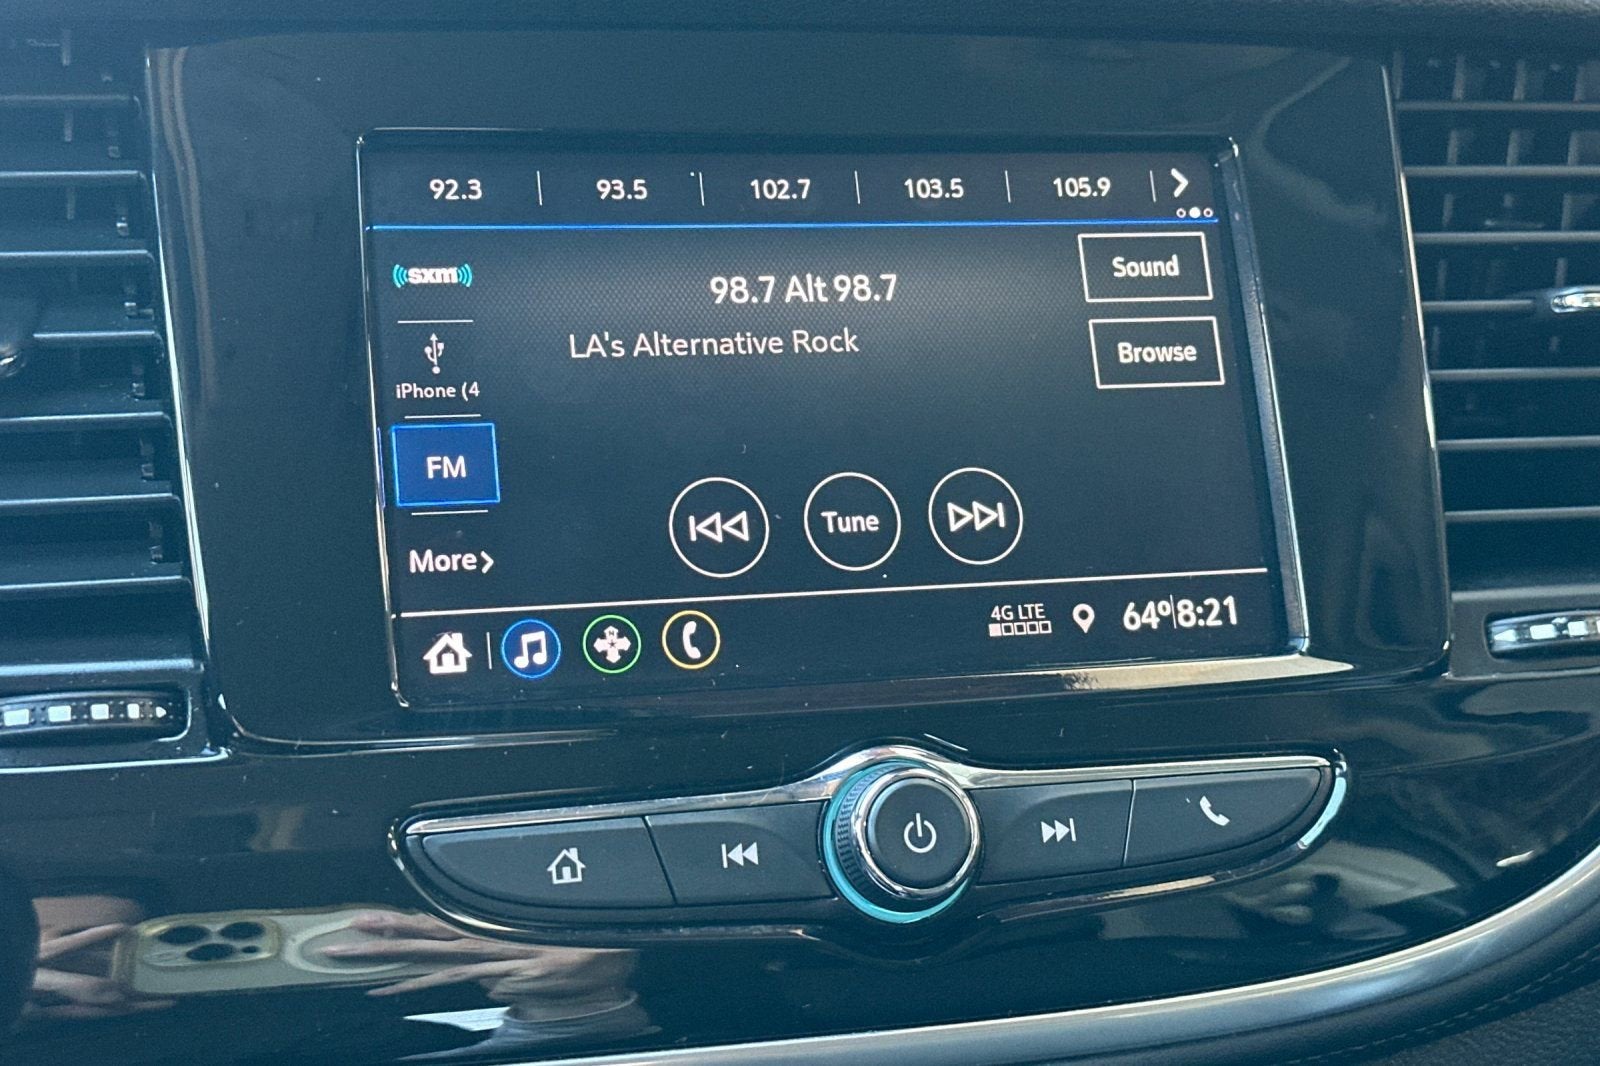 92.3 93.5 102.7 103.5 105.9
sxm
98.7 Alt 98.7
Sound
LA's Alternative Rock
Browse
iPhone (4
FM
Tune
More
4G LTE
64° 8:21